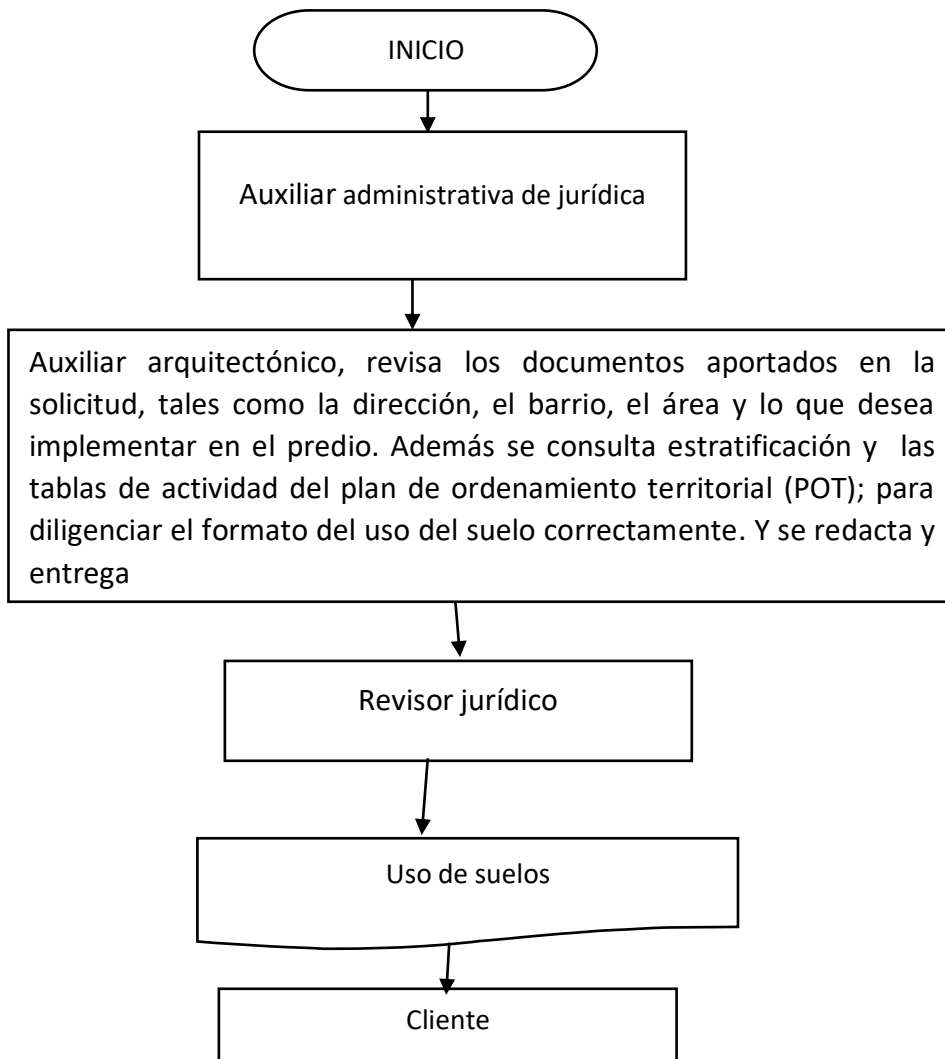 INICIO
Auxiliar administrativa de jurídica
Auxiliar arquitectónico, revisa los documentos aportados en la
solicitud, tales como la dirección, el barrio, el área y lo que desea
implementar en el predio. Además se consulta estratificación y las
tablas de actividad del plan de ordenamiento territorial (POT); para
diligenciar el formato del uso del suelo correctamente. Y se redacta y
entrega
Revisor jurídico
Uso de suelos
Cliente